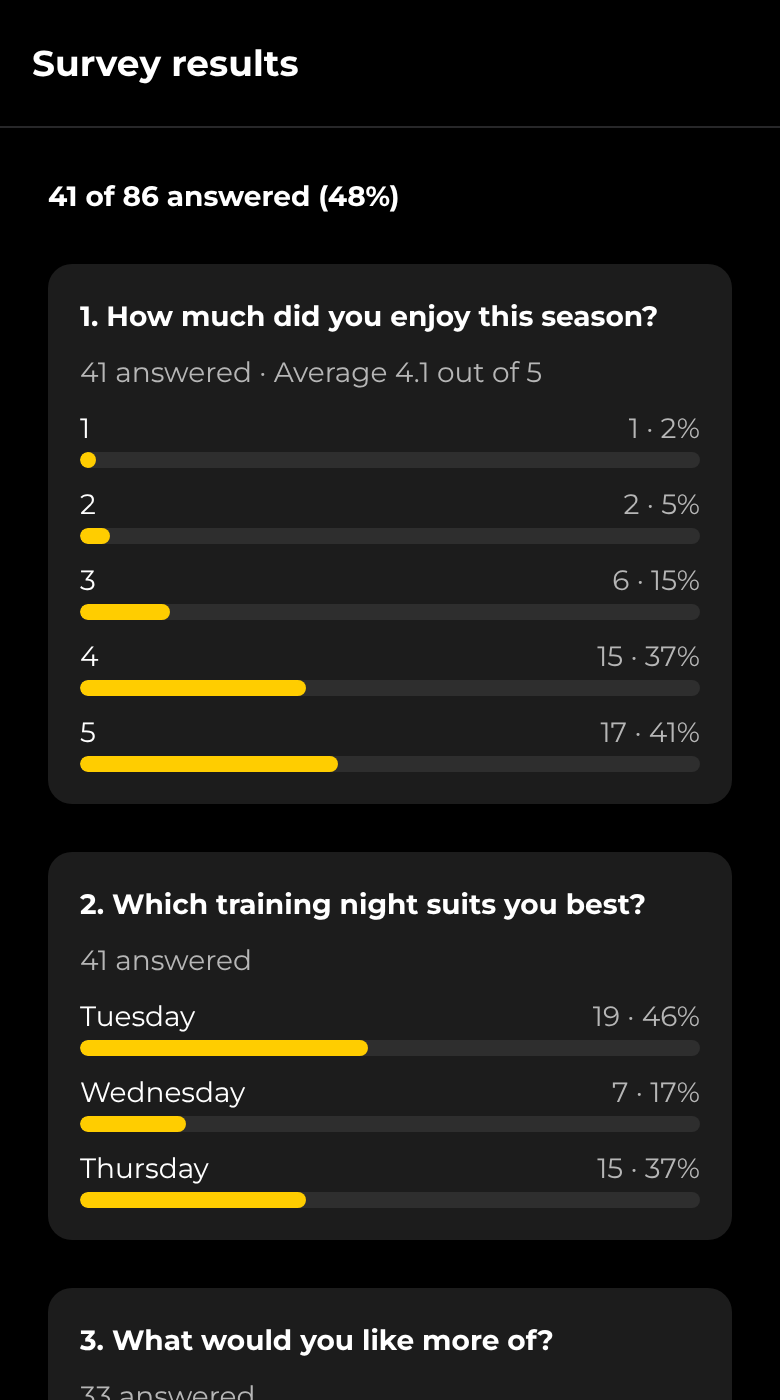 Survey results
41 of 86 answered (48%)
1. How much did you enjoy this season?
41 answered · Average 4.1 out of 5
1 1 · 2%
2 2 · 5%
3 6 · 15%
4 15 · 37%
5 17 · 41%
2. Which training night suits you best?
41 answered
Tuesday 19 · 46%
Wednesday 7 · 17%
Thursday 15 · 37%
3. What would you like more of?
33 answered